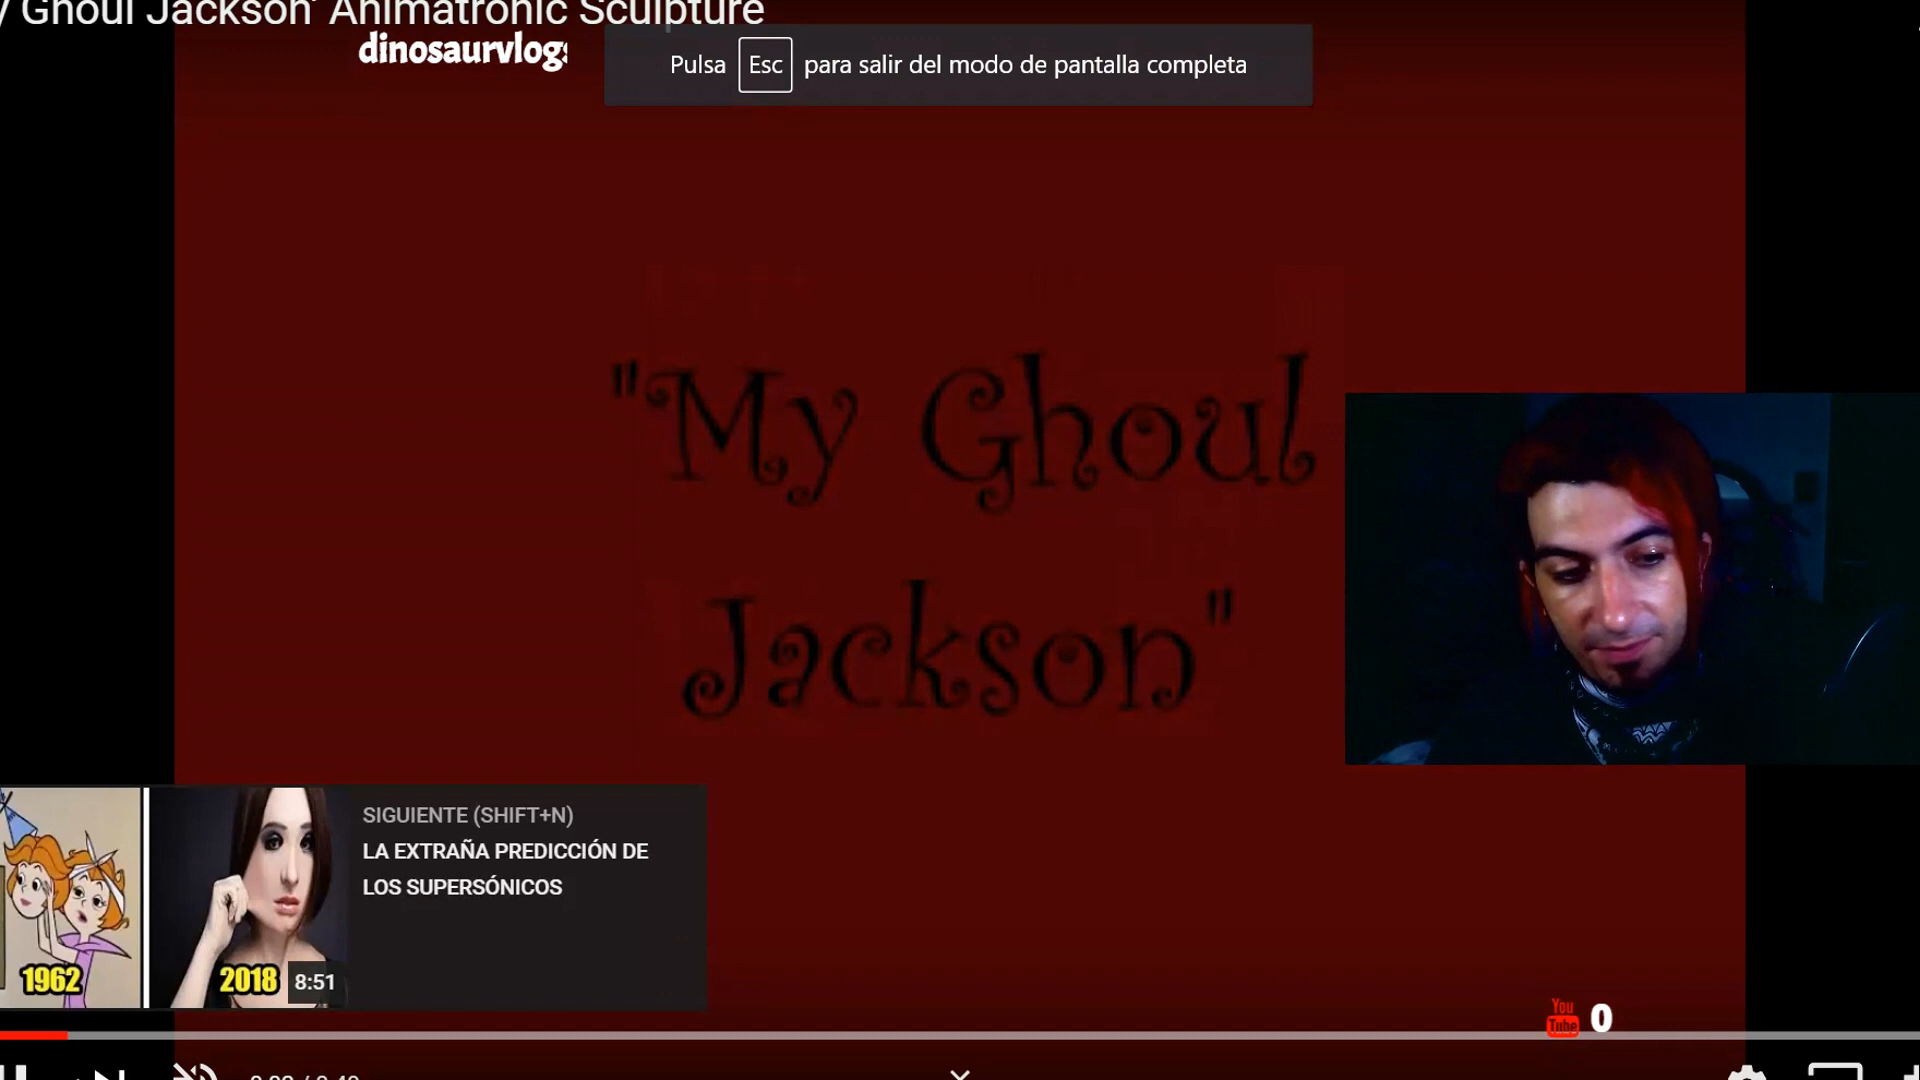 Ghoul Jackson' Animatronic Sculpture
dinosaurvlogs
Pulsa Esc para salir del modo de pantalla completa
"My Ghoul
Jackson"
SIGUIENTE (SHIFT+N)
LA EXTRAÑA PREDICCIÓN DE
LOS SUPERSÓNICOS
1962
2018
8:51
You
Tube
0